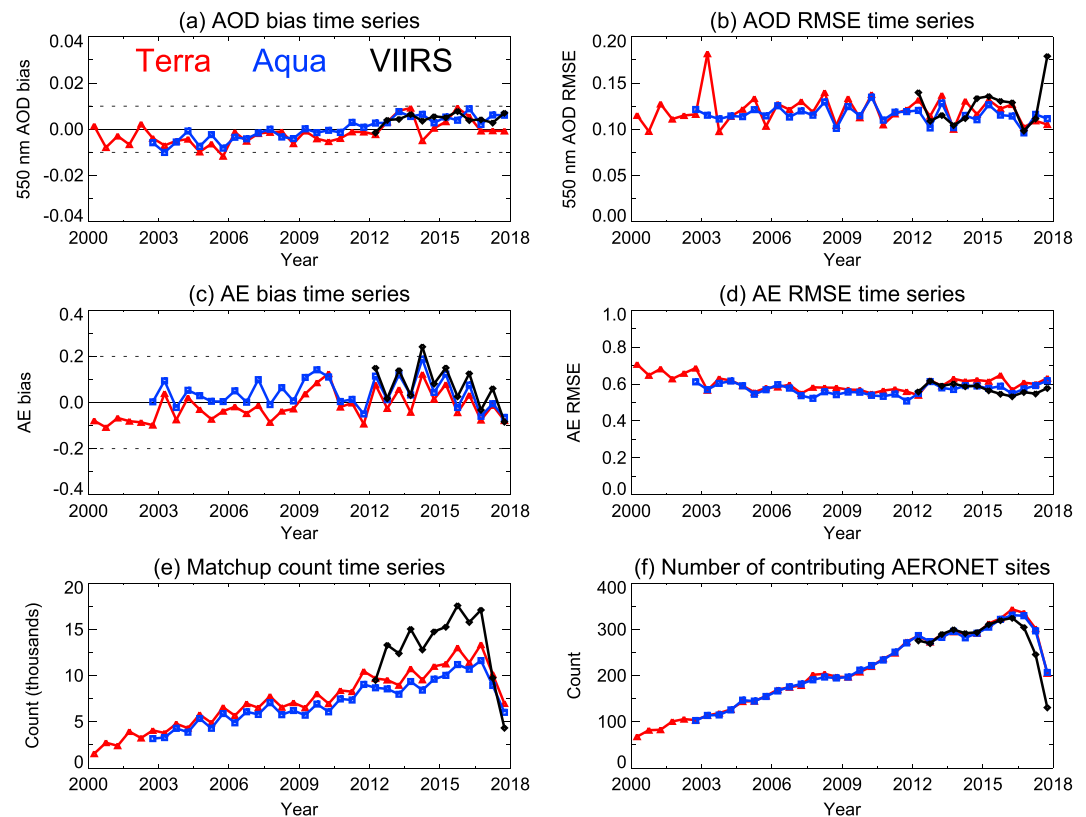 (a) AOD bias time series
0.04
0.02
0.00
-0.02
-0.04
550 nm AOD bias
Terra Aqua VIIRS
2000 2003 2006 2009 2012 2015 2018
Year
(b) AOD RMSE time series
0.20
0.15
0.10
0.05
0.00
550 nm AOD RMSE
2000 2003 2006 2009 2012 2015 2018
Year
(c) AE bias time series
0.4
0.2
0.0
-0.2
-0.4
AE bias
2000 2003 2006 2009 2012 2015 2018
Year
(d) AE RMSE time series
1.0
0.8
0.6
0.4
0.2
0.0
AE RMSE
2000 2003 2006 2009 2012 2015 2018
Year
(e) Matchup count time series
20
15
10
5
0
Count (thousands)
2000 2003 2006 2009 2012 2015 2018
Year
(f) Number of contributing AERONET sites
400
300
200
100
0
Count
2000 2003 2006 2009 2012 2015 2018
Year